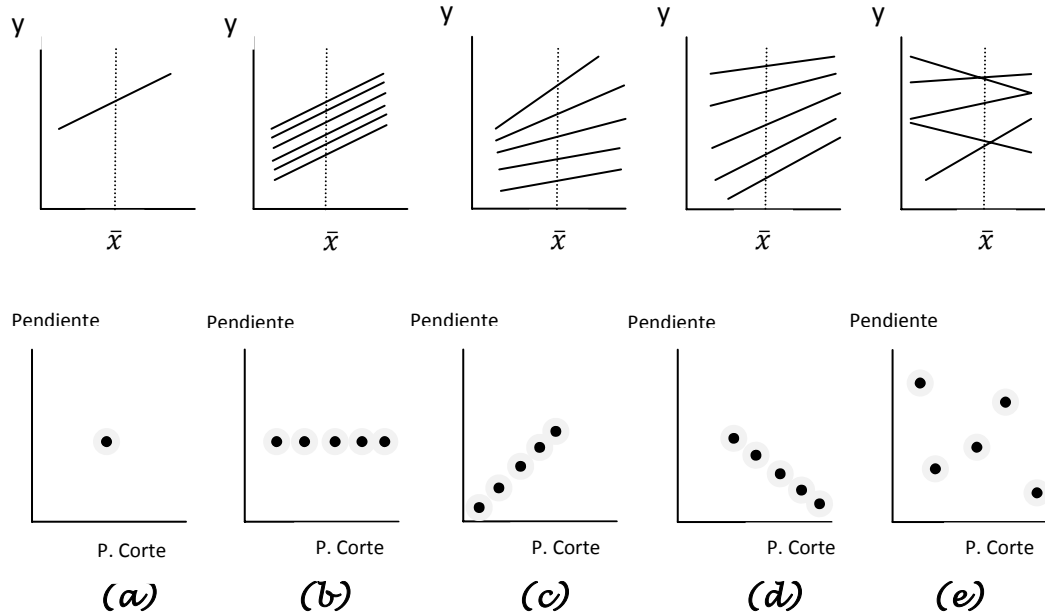 y y y y y
x̄ x̄ x̄ x̄ x̄
Pendiente Pendiente Pendiente Pendiente Pendiente
P. Corte P. Corte P. Corte P. Corte P. Corte
(a) (b) (c) (d) (e)